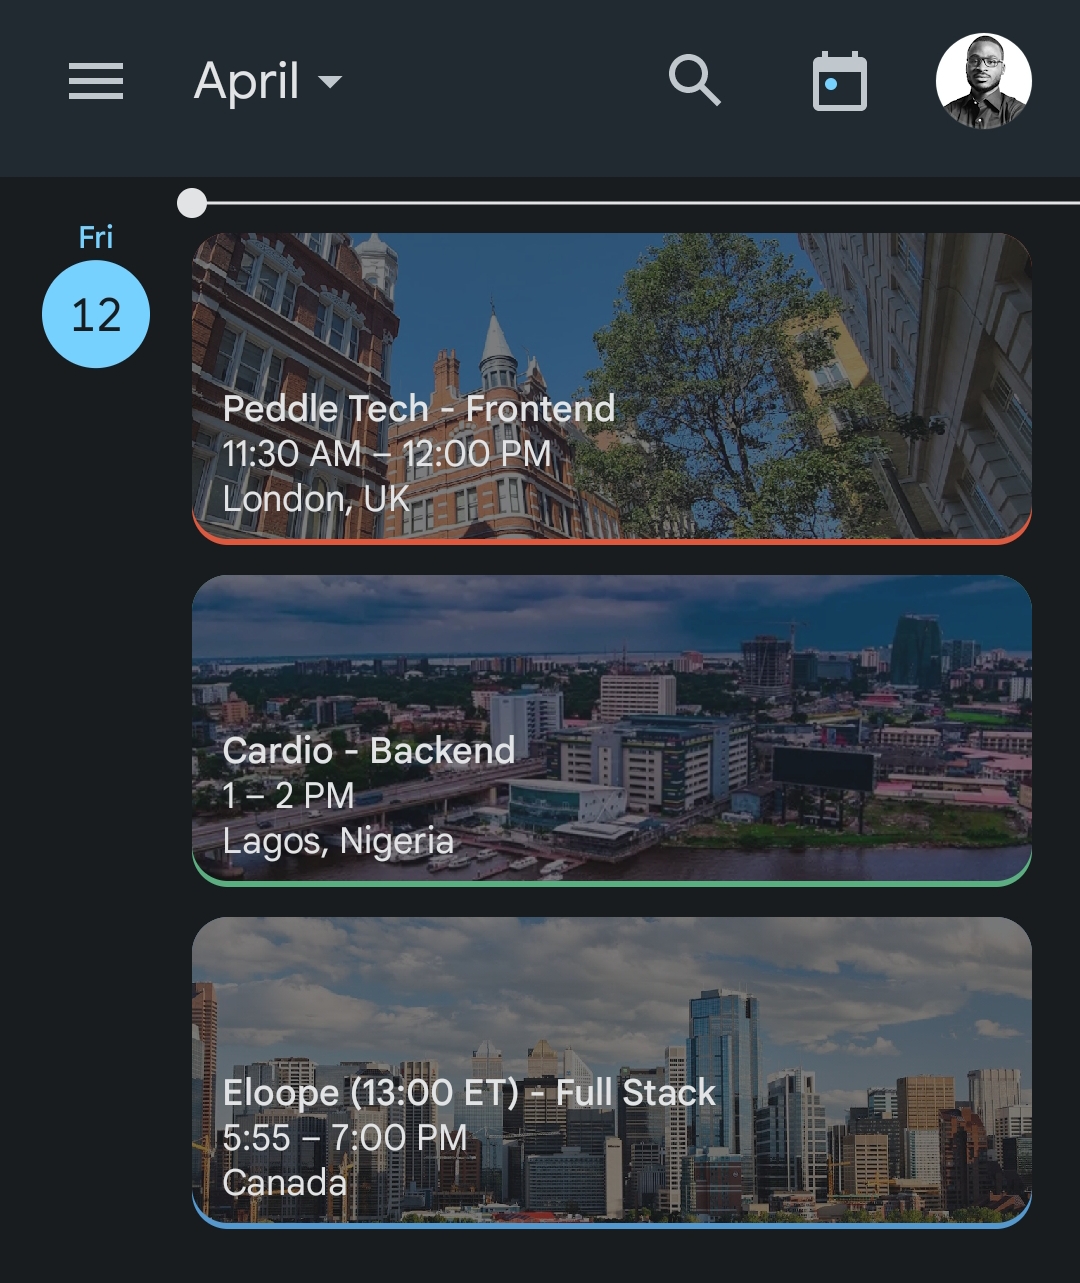 April
Fri
12
Peddle Tech - Frontend
11:30 AM – 12:00 PM
London, UK
Cardio - Backend
1 – 2 PM
Lagos, Nigeria
Eloope (13:00 ET) - Full Stack
5:55 – 7:00 PM
Canada